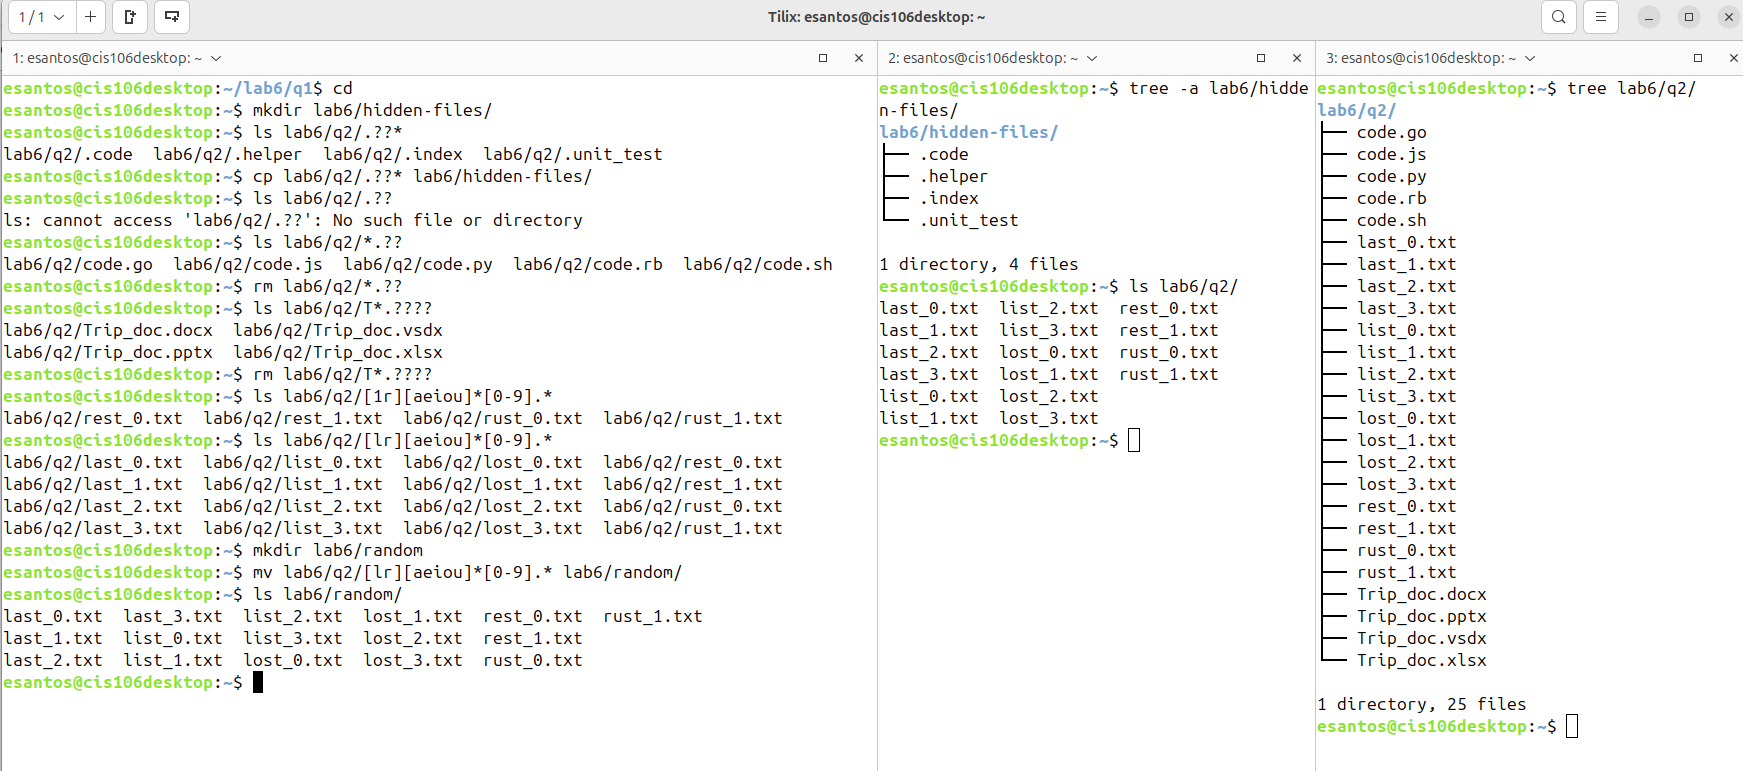 1 / 1
Tilix: esantos@cis106desktop: ~
1: esantos@cis106desktop: ~
esantos@cis106desktop:~/lab6/q1$ cd
esantos@cis106desktop:~$ mkdir lab6/hidden-files/
esantos@cis106desktop:~$ ls lab6/q2/.??*
lab6/q2/.code  lab6/q2/.helper  lab6/q2/.index  lab6/q2/.unit_test
esantos@cis106desktop:~$ cp lab6/q2/.??* lab6/hidden-files/
esantos@cis106desktop:~$ ls lab6/q2/.??
ls: cannot access 'lab6/q2/.??': No such file or directory
esantos@cis106desktop:~$ ls lab6/q2/*.??
lab6/q2/code.go  lab6/q2/code.js  lab6/q2/code.py  lab6/q2/code.rb  lab6/q2/code.sh
esantos@cis106desktop:~$ rm lab6/q2/*.??
esantos@cis106desktop:~$ ls lab6/q2/T*.????
lab6/q2/Trip_doc.docx  lab6/q2/Trip_doc.vsdx
lab6/q2/Trip_doc.pptx  lab6/q2/Trip_doc.xlsx
esantos@cis106desktop:~$ rm lab6/q2/T*.????
esantos@cis106desktop:~$ ls lab6/q2/[1r][aeiou]*[0-9].*
lab6/q2/rest_0.txt  lab6/q2/rest_1.txt  lab6/q2/rust_0.txt  lab6/q2/rust_1.txt
esantos@cis106desktop:~$ ls lab6/q2/[lr][aeiou]*[0-9].*
lab6/q2/last_0.txt  lab6/q2/list_0.txt  lab6/q2/lost_0.txt  lab6/q2/rest_0.txt
lab6/q2/last_1.txt  lab6/q2/list_1.txt  lab6/q2/lost_1.txt  lab6/q2/rest_1.txt
lab6/q2/last_2.txt  lab6/q2/list_2.txt  lab6/q2/lost_2.txt  lab6/q2/rust_0.txt
lab6/q2/last_3.txt  lab6/q2/list_3.txt  lab6/q2/lost_3.txt  lab6/q2/rust_1.txt
esantos@cis106desktop:~$ mkdir lab6/random
esantos@cis106desktop:~$ mv lab6/q2/[lr][aeiou]*[0-9].* lab6/random/
esantos@cis106desktop:~$ ls lab6/random/
last_0.txt  last_3.txt  list_2.txt  lost_1.txt  rest_0.txt  rust_1.txt
last_1.txt  list_0.txt  list_3.txt  lost_2.txt  rest_1.txt
last_2.txt  list_1.txt  lost_0.txt  lost_3.txt  rust_0.txt
esantos@cis106desktop:~$
2: esantos@cis106desktop: ~
esantos@cis106desktop:~$ tree -a lab6/hidde
n-files/
lab6/hidden-files/
├── .code
├── .helper
├── .index
└── .unit_test
1 directory, 4 files
esantos@cis106desktop:~$ ls lab6/q2/
last_0.txt  list_2.txt  rest_0.txt
last_1.txt  list_3.txt  rest_1.txt
last_2.txt  lost_0.txt  rust_0.txt
last_3.txt  lost_1.txt  rust_1.txt
list_0.txt  lost_2.txt
list_1.txt  lost_3.txt
esantos@cis106desktop:~$
3: esantos@cis106desktop: ~
esantos@cis106desktop:~$ tree lab6/q2/
lab6/q2/
├── code.go
├── code.js
├── code.py
├── code.rb
├── code.sh
├── last_0.txt
├── last_1.txt
├── last_2.txt
├── last_3.txt
├── list_0.txt
├── list_1.txt
├── list_2.txt
├── list_3.txt
├── lost_0.txt
├── lost_1.txt
├── lost_2.txt
├── lost_3.txt
├── rest_0.txt
├── rest_1.txt
├── rust_0.txt
├── rust_1.txt
├── Trip_doc.docx
├── Trip_doc.pptx
├── Trip_doc.vsdx
└── Trip_doc.xlsx
1 directory, 25 files
esantos@cis106desktop:~$